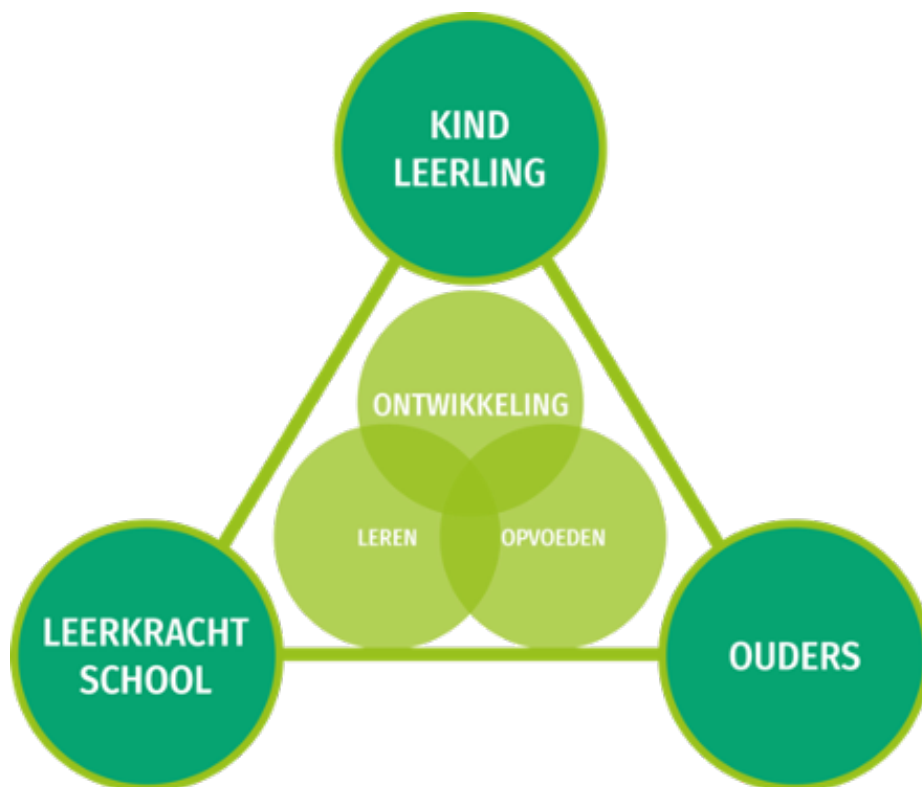 KIND
LEERLING
ONTWIKKELING
LEREN
OPVOEDEN
LEERKRACHT
SCHOOL
OUDERS